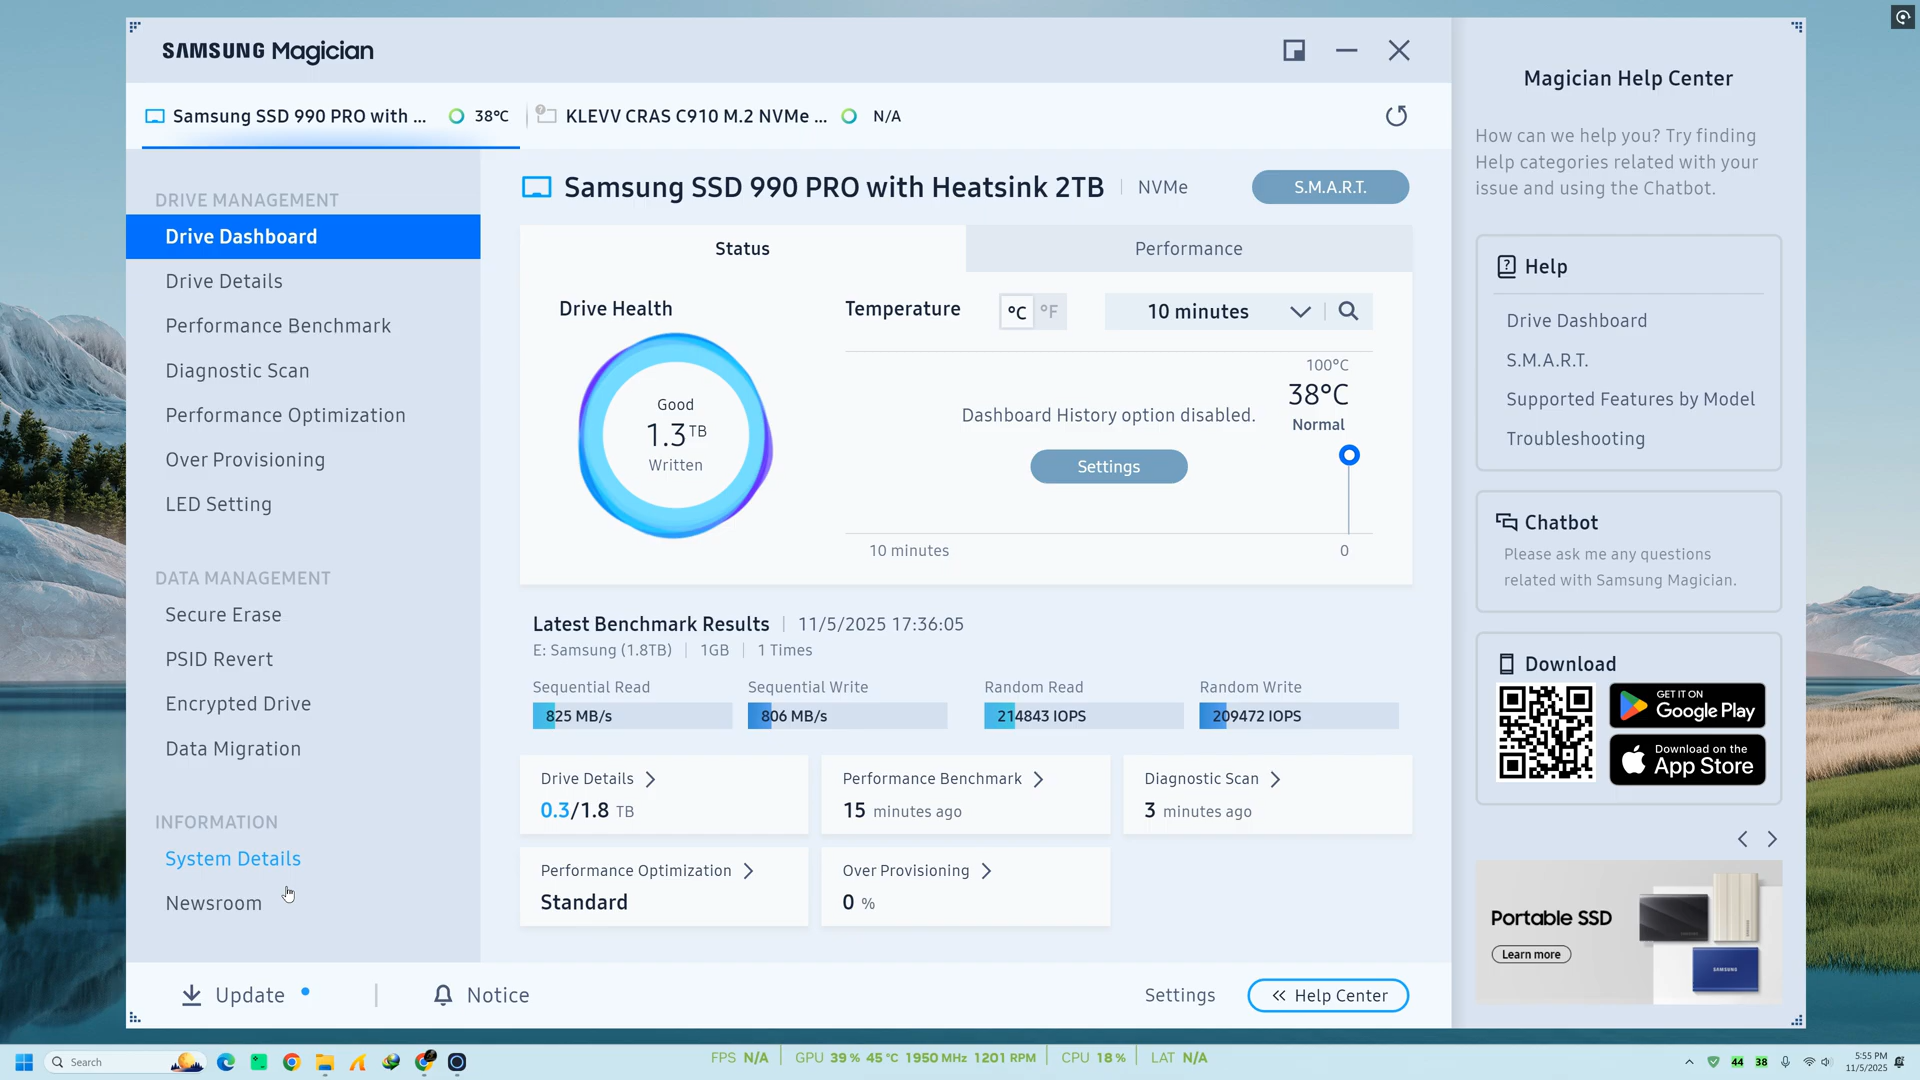 SAMSUNG Magician
Samsung SSD 990 PRO with ... 38°C
KLEVV CRAS C910 M.2 NVMe ... N/A
DRIVE MANAGEMENT
Drive Dashboard
Drive Details
Performance Benchmark
Diagnostic Scan
Performance Optimization
Over Provisioning
LED Setting
DATA MANAGEMENT
Secure Erase
PSID Revert
Encrypted Drive
Data Migration
INFORMATION
System Details
Newsroom
Samsung SSD 990 PRO with Heatsink 2TB | NVMe
S.M.A.R.T.
Status
Performance
Drive Health
Good
1.3 TB
Written
Temperature
°C °F
10 minutes
100°C
38°C
Normal
Dashboard History option disabled.
Settings
10 minutes
0
Latest Benchmark Results | 11/5/2025 17:36:05
E: Samsung (1.8TB) | 1GB | 1 Times
Sequential Read
825 MB/s
Sequential Write
806 MB/s
Random Read
214843 IOPS
Random Write
209472 IOPS
Drive Details
0.3/1.8 TB
Performance Benchmark
15 minutes ago
Diagnostic Scan
3 minutes ago
Performance Optimization
Standard
Over Provisioning
0 %
Update
Notice
Settings
Help Center
Magician Help Center
How can we help you? Try finding
Help categories related with your
issue and using the Chatbot.
Help
Drive Dashboard
S.M.A.R.T.
Supported Features by Model
Troubleshooting
Chatbot
Please ask me any questions
related with Samsung Magician.
Download
GET IT ON
Google Play
Download on the
App Store
Portable SSD
Learn more
SAMSUNG
Search
FPS N/A | GPU 39 % 45 °C 1950 MHz 1201 RPM | CPU 18 % | LAT N/A
44
38
5:55 PM
11/5/2025